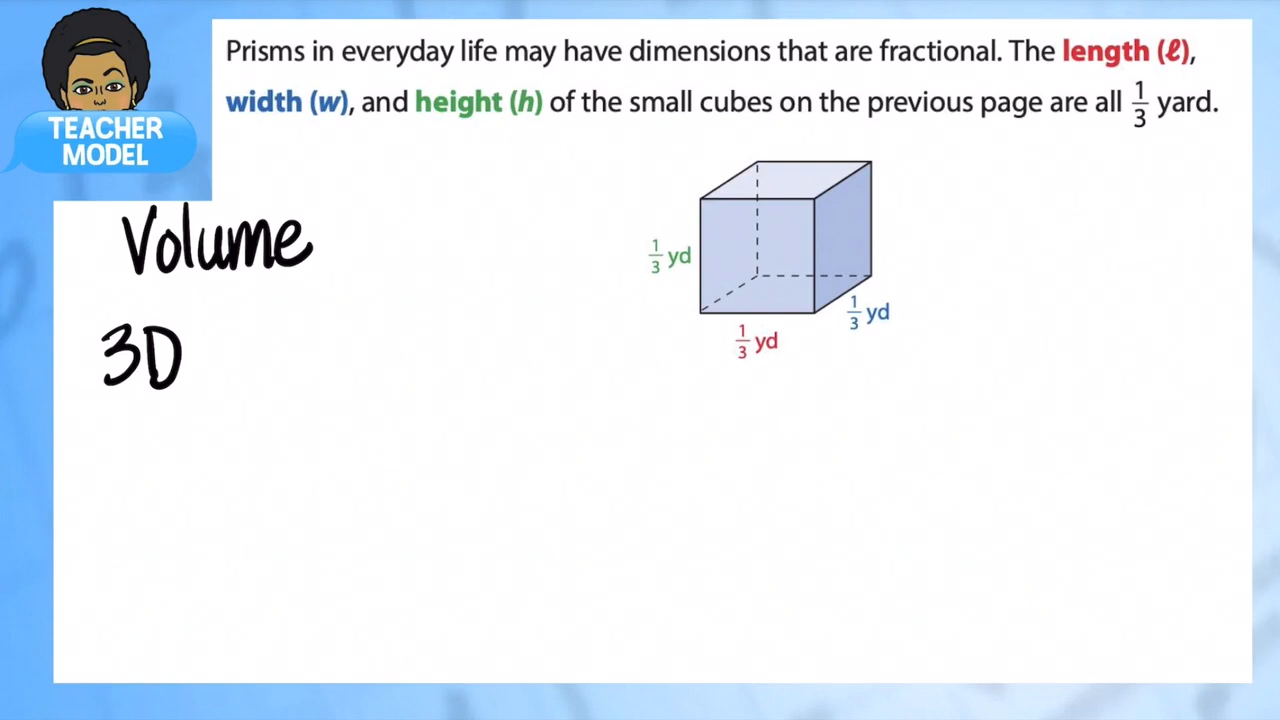 TEACHER
MODEL
Prisms in everyday life may have dimensions that are fractional. The length (ℓ),
width (w), and height (h) of the small cubes on the previous page are all 1/3 yard.
Volume
3D
1/3 yd
1/3 yd
1/3 yd